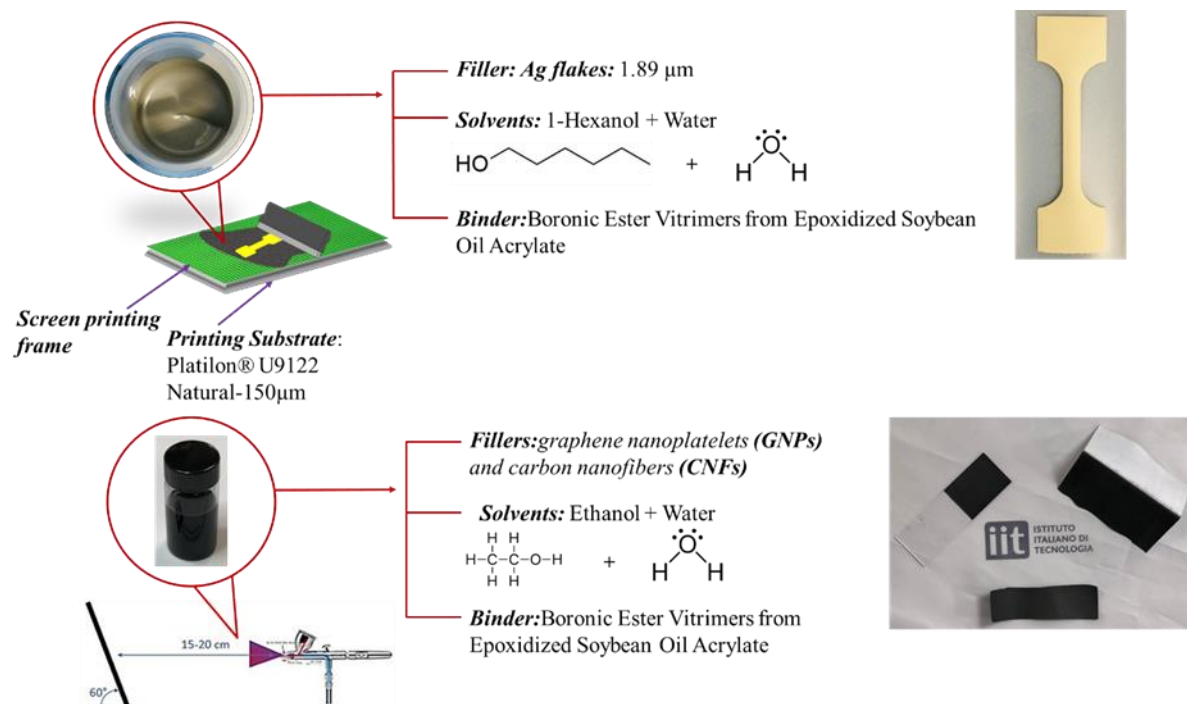 Filler: Ag flakes: 1.89 μm
Solvents: 1-Hexanol + Water
HO
+
O
H H
Binder:Boronic Ester Vitrimers from Epoxidized Soybean
Oil Acrylate
Screen printing
frame
Printing Substrate:
Platilon® U9122
Natural-150μm
Fillers:graphene nanoplatelets (GNPs)
and carbon nanofibers (CNFs)
Solvents: Ethanol + Water
H H
H-C-C-O-H
H H
+
O
H H
Binder:Boronic Ester Vitrimers from
Epoxidized Soybean Oil Acrylate
15-20 cm
60°
iit ISTITUTO
ITALIANO DI
TECNOLOGIA